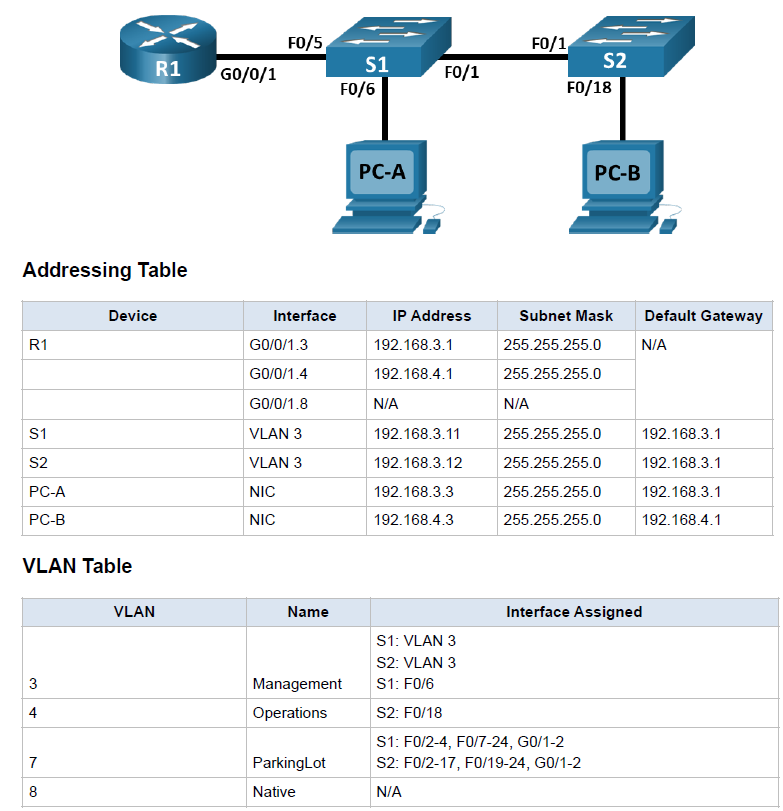 F0/5
F0/1
R1
G0/0/1
S1
F0/1
S2
F0/6
F0/18
PC-A
PC-B
Addressing Table
Device Interface IP Address Subnet Mask Default Gateway
R1 G0/0/1.3 192.168.3.1 255.255.255.0 N/A
G0/0/1.4 192.168.4.1 255.255.255.0
G0/0/1.8 N/A N/A
S1 VLAN 3 192.168.3.11 255.255.255.0 192.168.3.1
S2 VLAN 3 192.168.3.12 255.255.255.0 192.168.3.1
PC-A NIC 192.168.3.3 255.255.255.0 192.168.3.1
PC-B NIC 192.168.4.3 255.255.255.0 192.168.4.1
VLAN Table
VLAN Name Interface Assigned
S1: VLAN 3
S2: VLAN 3
3 Management S1: F0/6
4 Operations S2: F0/18
S1: F0/2-4, F0/7-24, G0/1-2
7 ParkingLot S2: F0/2-17, F0/19-24, G0/1-2
8 Native N/A